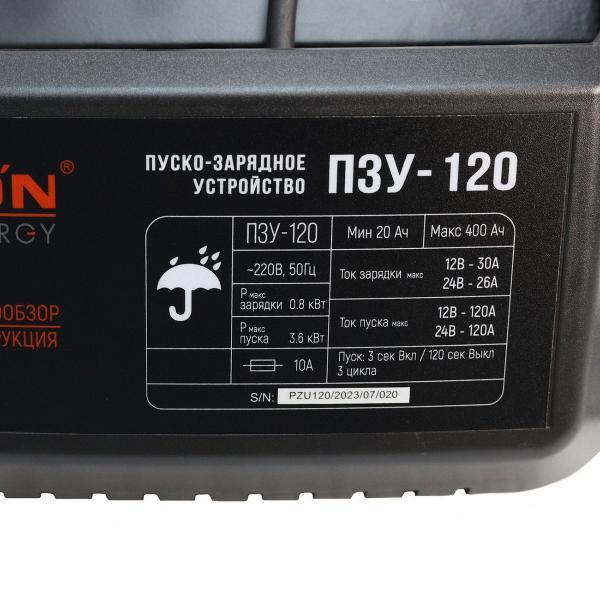 ПУСКО-ЗАРЯДНОЕ
УСТРОЙСТВО
ПЗУ-120
®
ПЗУ-120 Мин 20 Ач Макс 400 Ач
~220В, 50Гц
Ток зарядки макс 12В - 30А
24В - 26А
P макс
зарядки 0.8 кВт
P макс
пуска 3.6 кВт
Ток пуска макс 12В - 120А
24В - 120А
10А
Пуск: 3 сек Вкл / 120 сек Выкл
3 цикла
S/N: PZU120/2023/07/020